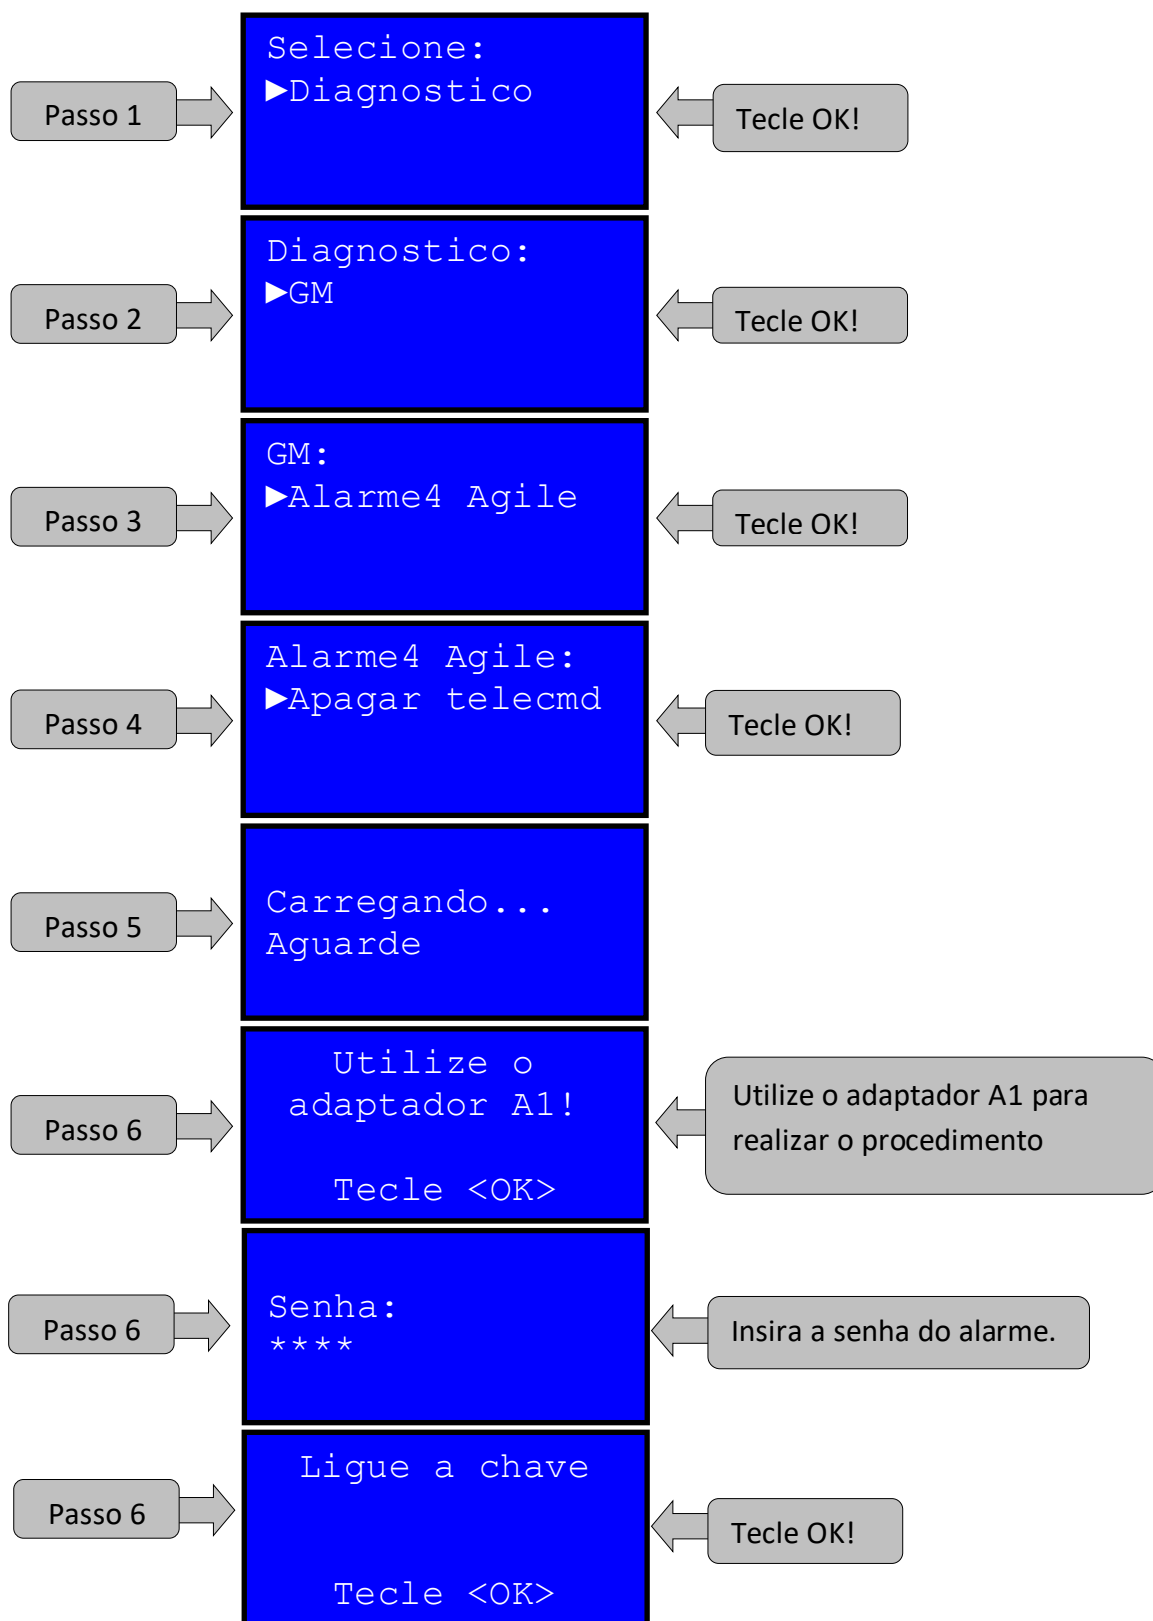 Selecione:
Passo 1
►Diagnostico
Tecle OK!
Diagnostico:
Passo 2
►GM
Tecle OK!
GM:
Passo 3
►Alarme4 Agile
Tecle OK!
Alarme4 Agile:
Passo 4
►Apagar telecmd
Tecle OK!
Passo 5
Carregando...
Aguarde
Passo 6
Utilize o
adaptador A1!
Tecle <OK>
Utilize o adaptador A1 para
realizar o procedimento
Passo 6
Senha:
****
Insira a senha do alarme.
Passo 6
Ligue a chave
Tecle <OK>
Tecle OK!